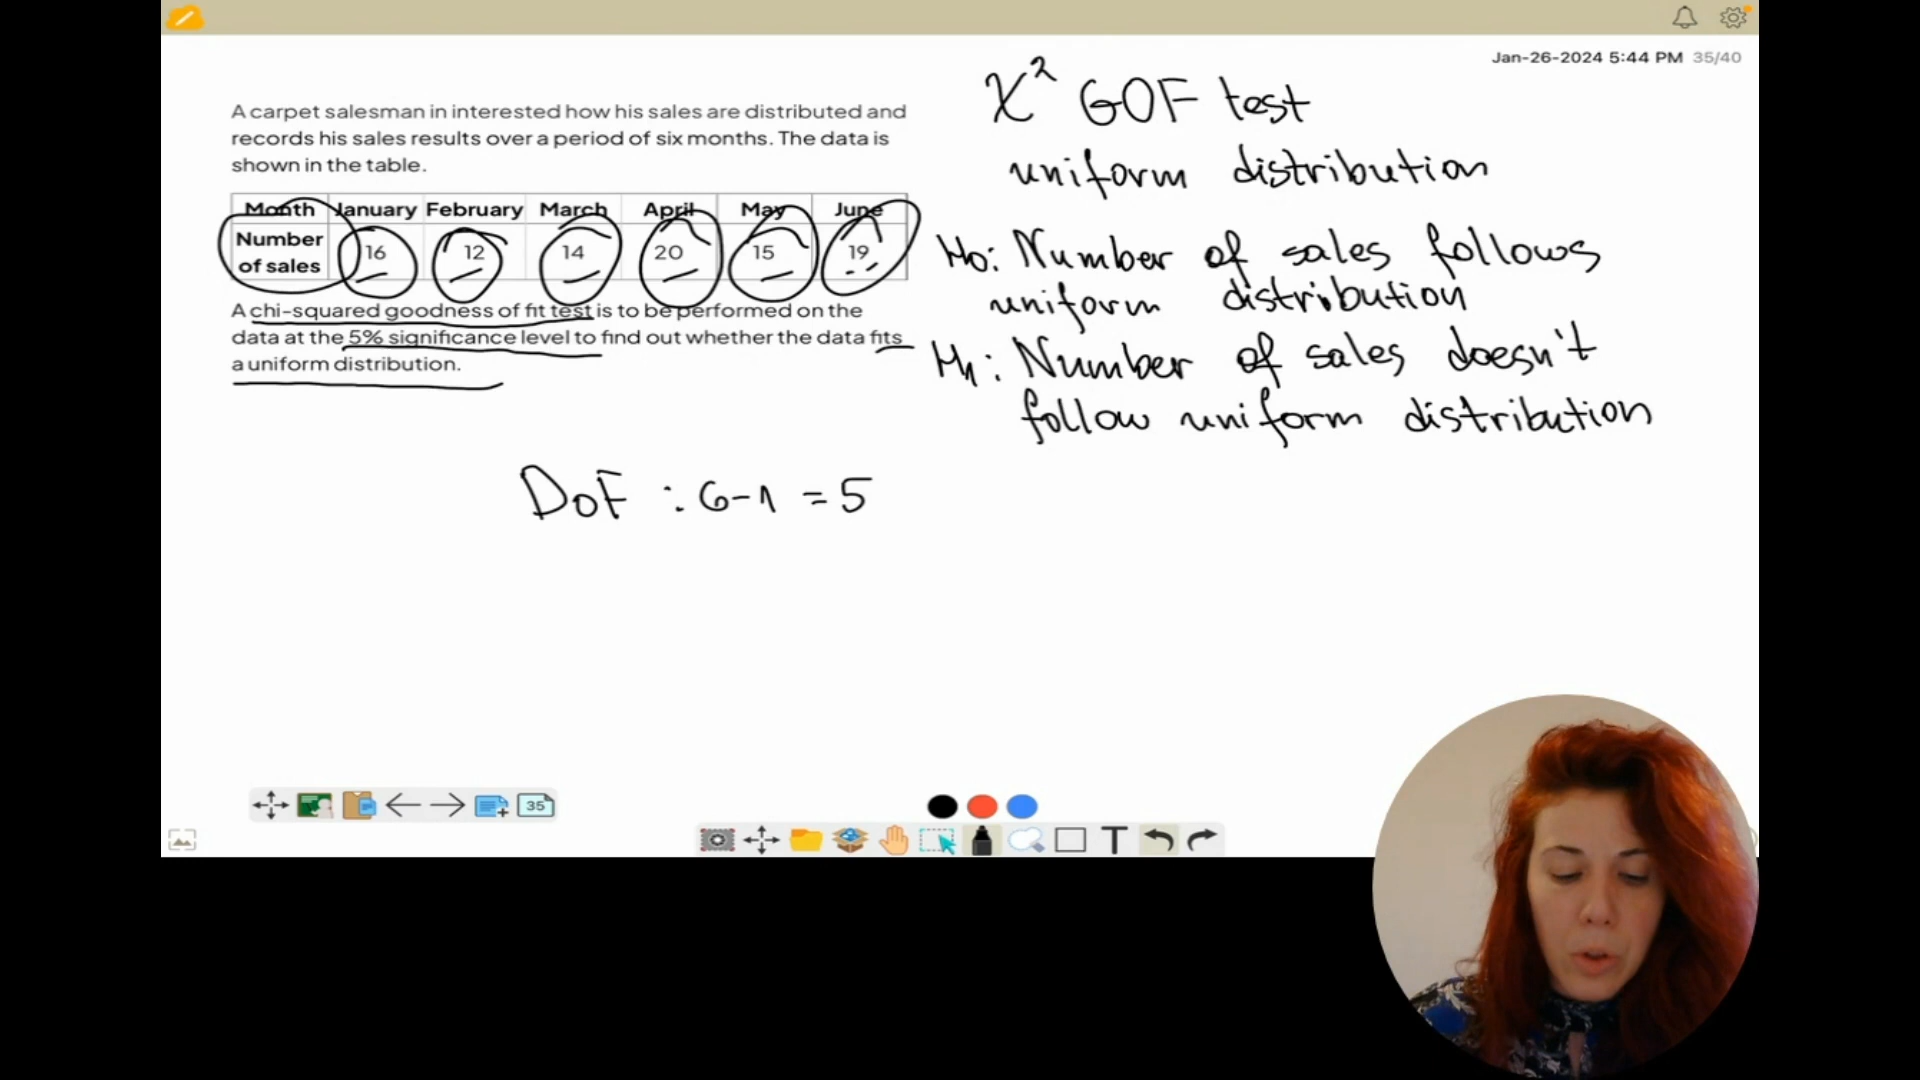 Jan-26-2024 5:44 PM 35/40
A carpet salesman in interested how his sales are distributed and
records his sales results over a period of six months. The data is
shown in the table.
Month January February March April May June
Number of sales 16 12 14 20 15 19
A chi-squared goodness of fit test is to be performed on the
data at the 5% significance level to find out whether the data fits
a uniform distribution.
χ² GOF test
uniform distribution
H₀: Number of sales follows
uniform distribution
H₁: Number of sales doesn't
follow uniform distribution
DoF : 6-1 = 5
35
T